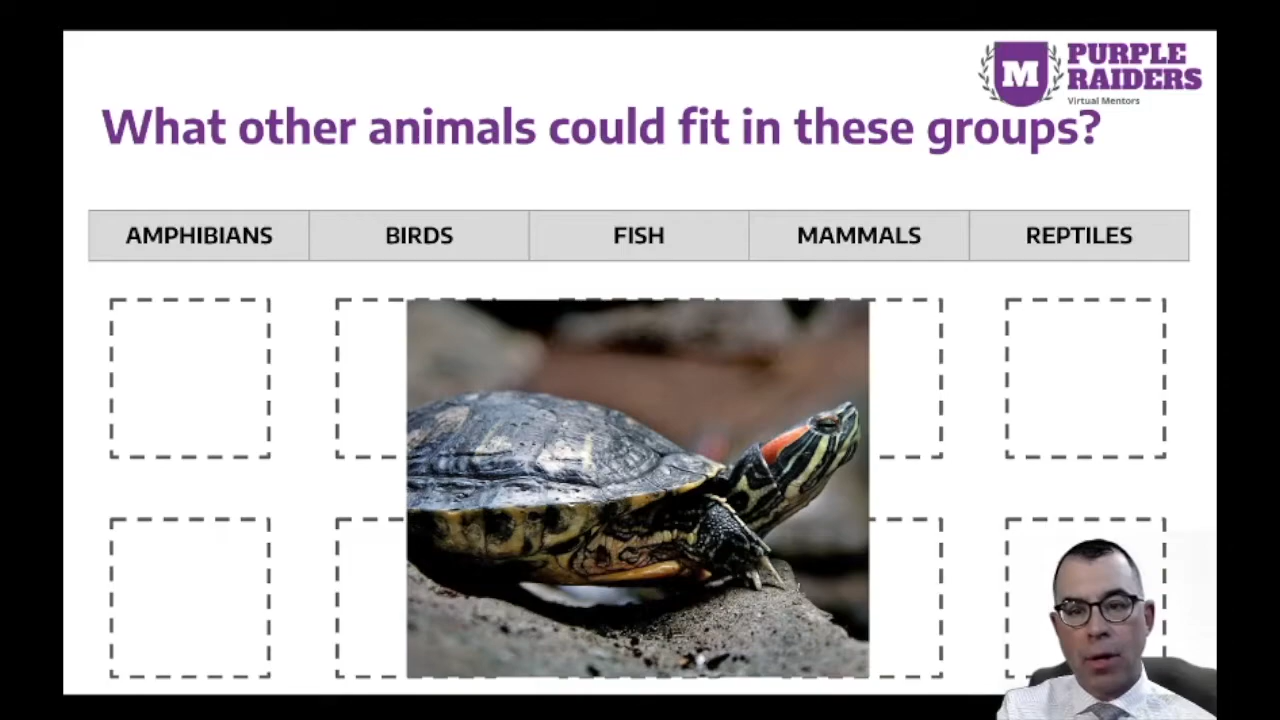 PURPLE
RAIDERS
Virtual Mentors
M
What other animals could fit in these groups?
AMPHIBIANS BIRDS FISH MAMMALS REPTILES